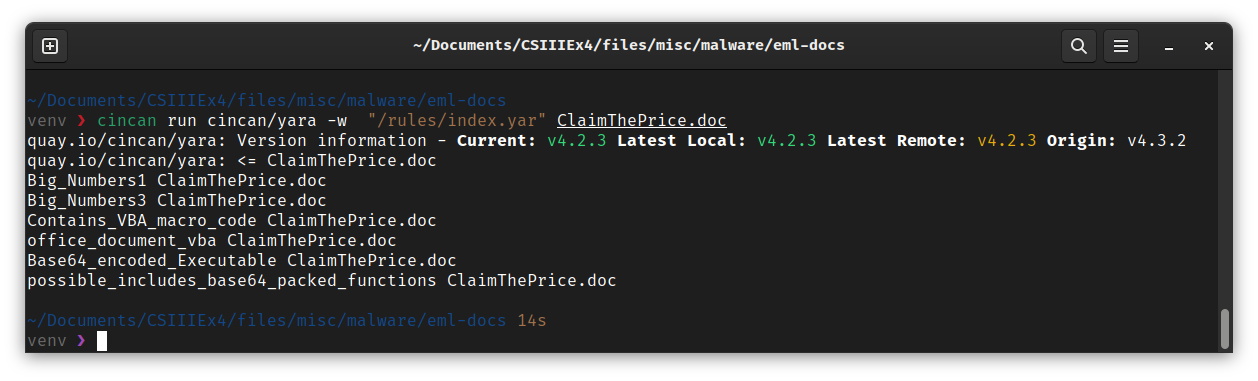 ~/Documents/CSIIIEx4/files/misc/malware/eml-docs
~/Documents/CSIIIEx4/files/misc/malware/eml-docs
venv ❯ cincan run cincan/yara -w  "/rules/index.yar" ClaimThePrice.doc
quay.io/cincan/yara: Version information - Current: v4.2.3 Latest Local: v4.2.3 Latest Remote: v4.2.3 Origin: v4.3.2
quay.io/cincan/yara: <= ClaimThePrice.doc
Big_Numbers1 ClaimThePrice.doc
Big_Numbers3 ClaimThePrice.doc
Contains_VBA_macro_code ClaimThePrice.doc
office_document_vba ClaimThePrice.doc
Base64_encoded_Executable ClaimThePrice.doc
possible_includes_base64_packed_functions ClaimThePrice.doc
~/Documents/CSIIIEx4/files/misc/malware/eml-docs 14s
venv ❯